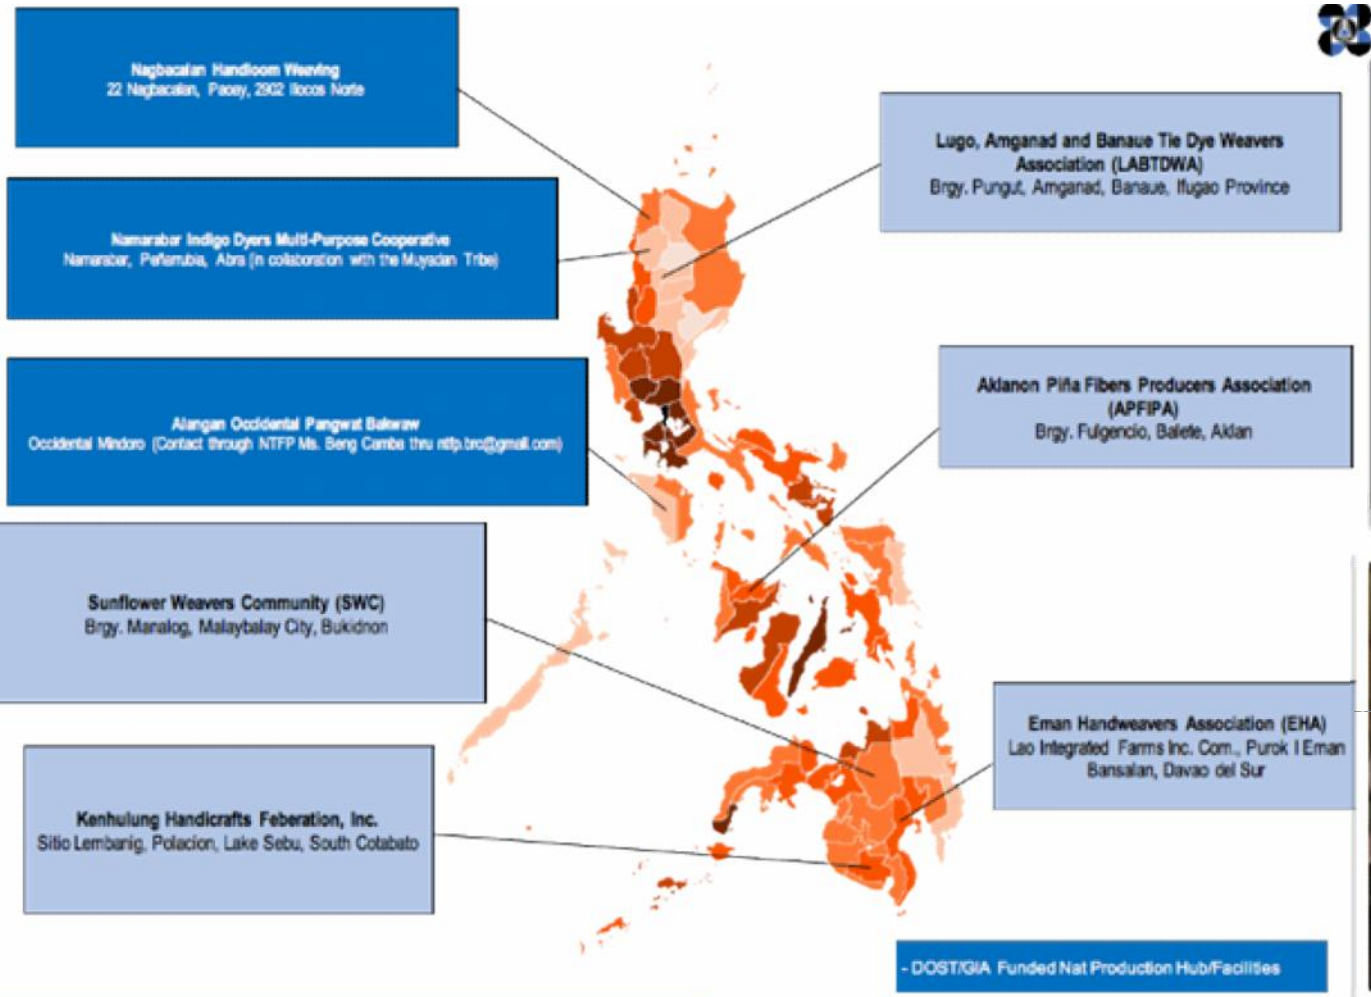 Nagbacalan Handloom Weaving
22 Nagbacalan, Paoay, 2902 Ilocos Norte
Namarabar Indigo Dyers Multi-Purpose Cooperative
Namarabar, Peñarrubia, Abra (in collaboration with the Muyadan Tribe)
Alangan Occidental Pangwat Bakwaw
Occidental Mindoro (Contact through NTFP Ms. Beng Camba thru ntfp.brc@gmail.com)
Sunflower Weavers Community (SWC)
Brgy. Manalog, Malaybalay City, Bukidnon
Kenhulung Handicrafts Feberation, Inc.
Sitio Lembanig, Polacion, Lake Sebu, South Cotabato
Lugo, Amganad and Banaue Tie Dye Weavers
Association (LABTDWA)
Brgy. Pungut, Amganad, Banaue, Ifugao Province
Aklanon Piña Fibers Producers Association
(APFIPA)
Brgy. Fulgencio, Balete, Aklan
Eman Handweavers Association (EHA)
Lao Integrated Farms Inc. Com., Purok I Eman
Bansalan, Davao del Sur
- DOST/GIA Funded Nat Production Hub/Facilities